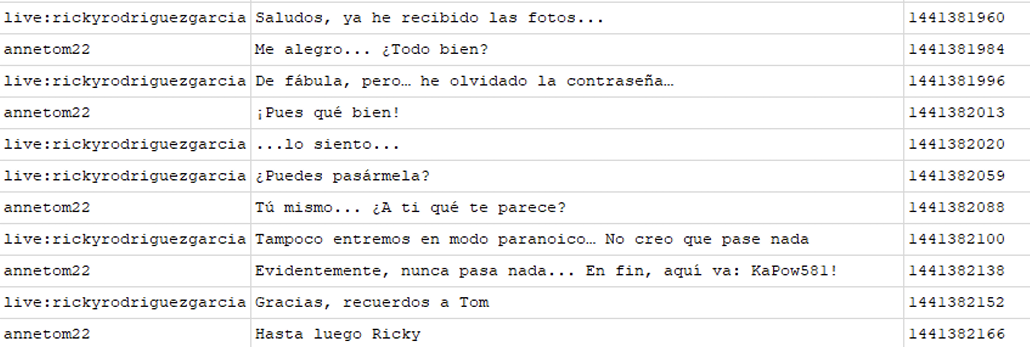 live:rickyrodriguezgarcia Saludos, ya he recibido las fotos... 1441381960
annetom22 Me alegro... ¿Todo bien? 1441381984
live:rickyrodriguezgarcia De fábula, pero… he olvidado la contraseña… 1441381996
annetom22 ¡Pues qué bien! 1441382013
live:rickyrodriguezgarcia ...lo siento... 1441382020
live:rickyrodriguezgarcia ¿Puedes pasármela? 1441382059
annetom22 Tú mismo... ¿A ti qué te parece? 1441382088
live:rickyrodriguezgarcia Tampoco entremos en modo paranoico… No creo que pase nada 1441382100
annetom22 Evidentemente, nunca pasa nada... En fin, aquí va: KaPow581! 1441382138
live:rickyrodriguezgarcia Gracias, recuerdos a Tom 1441382152
annetom22 Hasta luego Ricky 1441382166